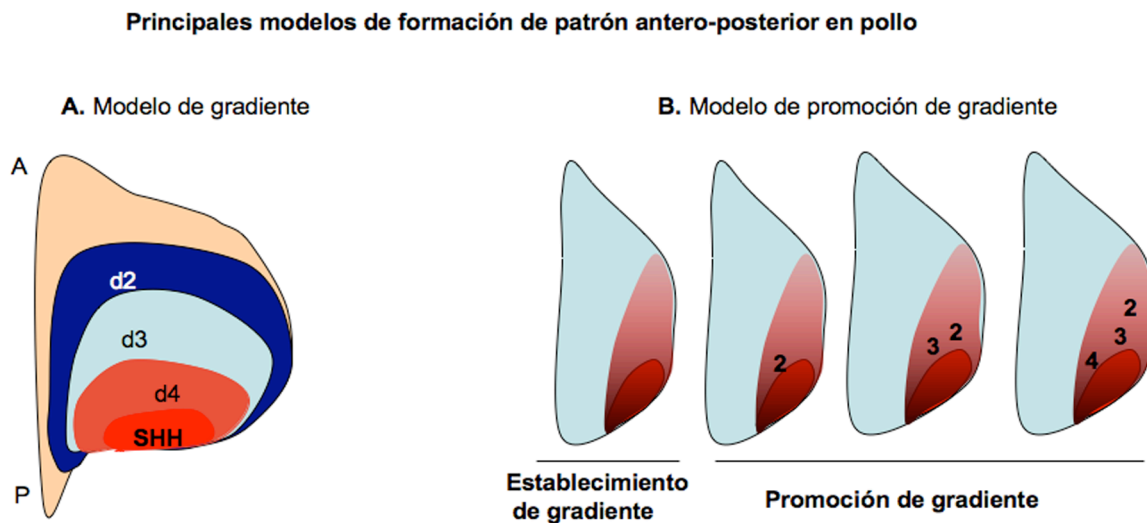 Principales modelos de formación de patrón antero-posterior en pollo
A. Modelo de gradiente
B. Modelo de promoción de gradiente
A
d2
d3
d4
SHH
P
2
3 2
2
3
4
Establecimiento
de gradiente
Promoción de gradiente